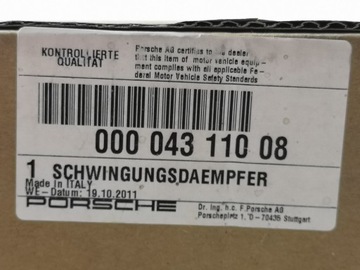 KONTROLLIERTE
QUALITÄT
Porsche AG certifies to the dealer
that this item of motor vehicle equip-
ment complies with all applicable Fe-
deral Motor Vehicle Safety Standards
000 043 110 08
1 SCHWINGUNGSDAEMPFER
Made in ITALY
WE-Datum: 19.10.2011
PORSCHE
Dr. Ing. h.c. F.Porsche AG
Porscheplatz 1 D-70435 Stuttgart